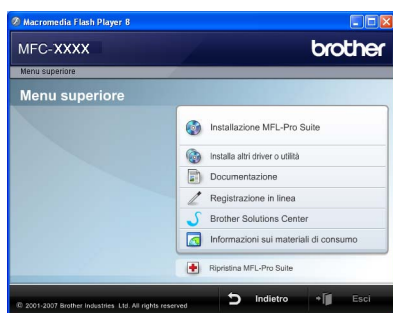 Macromedia Flash Player 8
MFC-XXXX
brother
Menu superiore
Menu superiore
Installazione MFL-Pro Suite
Installa altri driver o utilità
Documentazione
Registrazione in linea
Brother Solutions Center
Informazioni sui materiali di consumo
Ripristina MFL-Pro Suite
© 2001-2007 Brother Industries Ltd. All rights reserved
Indietro
Esci